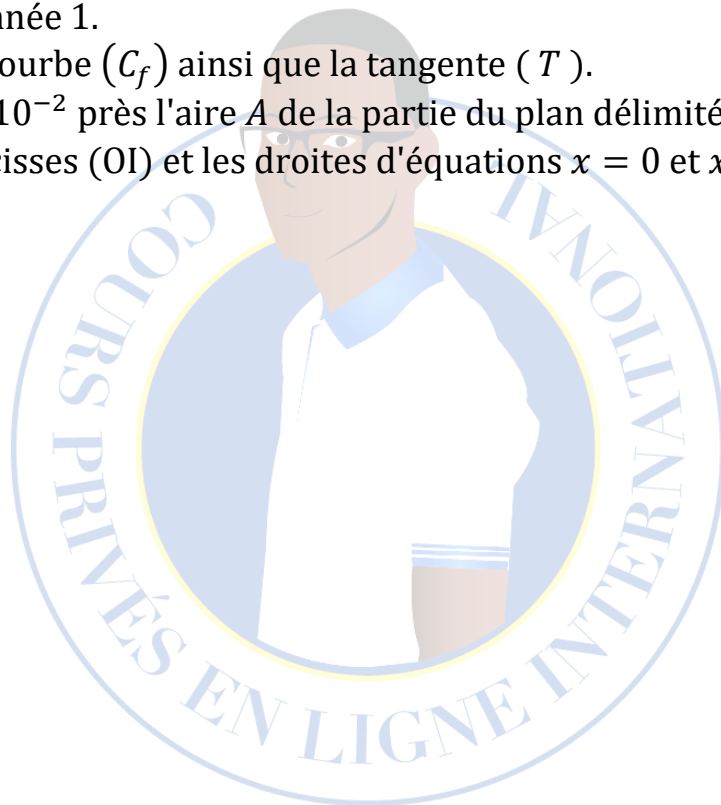 née 1.
ourbe (C_f) ainsi que la tangente ( T ).
10⁻² près l'aire A de la partie du plan délimité
cisses (OI) et les droites d'équations x = 0 et x
COURS PRIVÉS EN LIGNE INTERNATIONAL